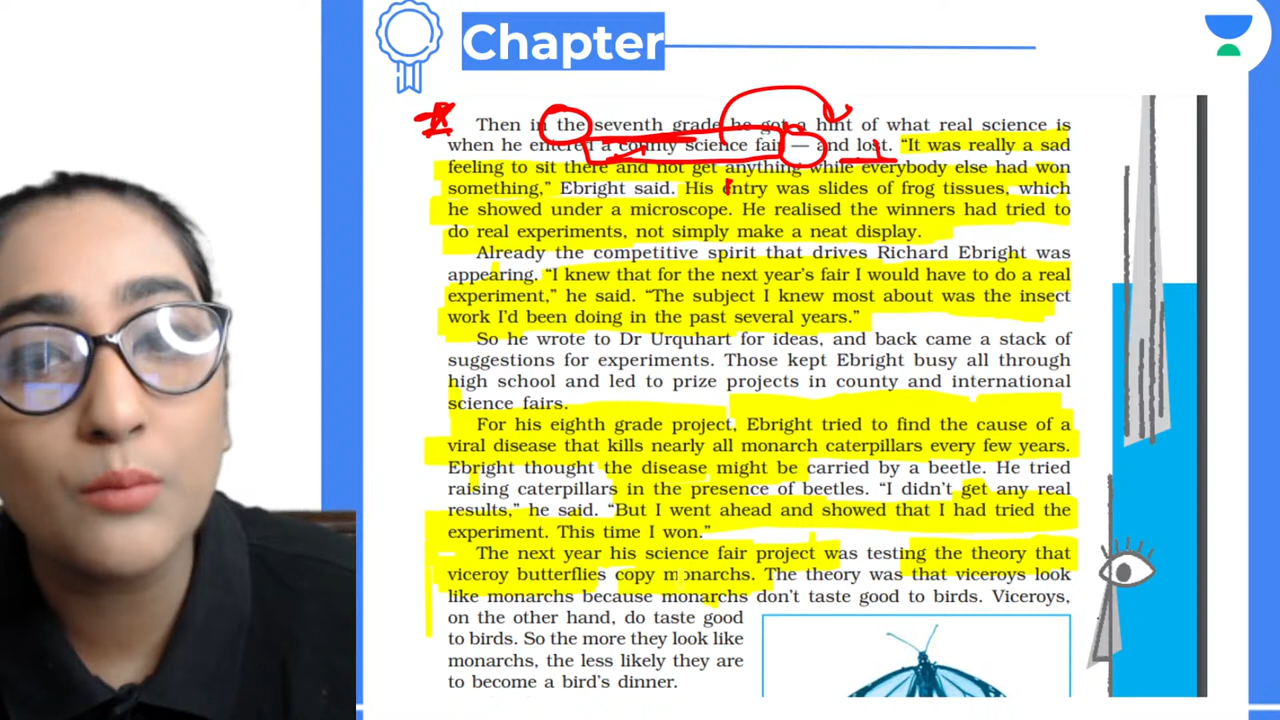 Chapter
Then in the seventh grade he got a hint of what real science is
when he entered a county science fair — and lost. “It was really a sad
feeling to sit there and not get anything while everybody else had won
something,” Ebright said. His entry was slides of frog tissues, which
he showed under a microscope. He realised the winners had tried to
do real experiments, not simply make a neat display.
Already the competitive spirit that drives Richard Ebright was
appearing. “I knew that for the next year’s fair I would have to do a real
experiment,” he said. “The subject I knew most about was the insect
work I’d been doing in the past several years.”
So he wrote to Dr Urquhart for ideas, and back came a stack of
suggestions for experiments. Those kept Ebright busy all through
high school and led to prize projects in county and international
science fairs.
For his eighth grade project, Ebright tried to find the cause of a
viral disease that kills nearly all monarch caterpillars every few years.
Ebright thought the disease might be carried by a beetle. He tried
raising caterpillars in the presence of beetles. “I didn’t get any real
results,” he said. “But I went ahead and showed that I had tried the
experiment. This time I won.”
The next year his science fair project was testing the theory that
viceroy butterflies copy monarchs. The theory was that viceroys look
like monarchs because monarchs don’t taste good to birds. Viceroys,
on the other hand, do taste good
to birds. So the more they look like
monarchs, the less likely they are
to become a bird’s dinner.